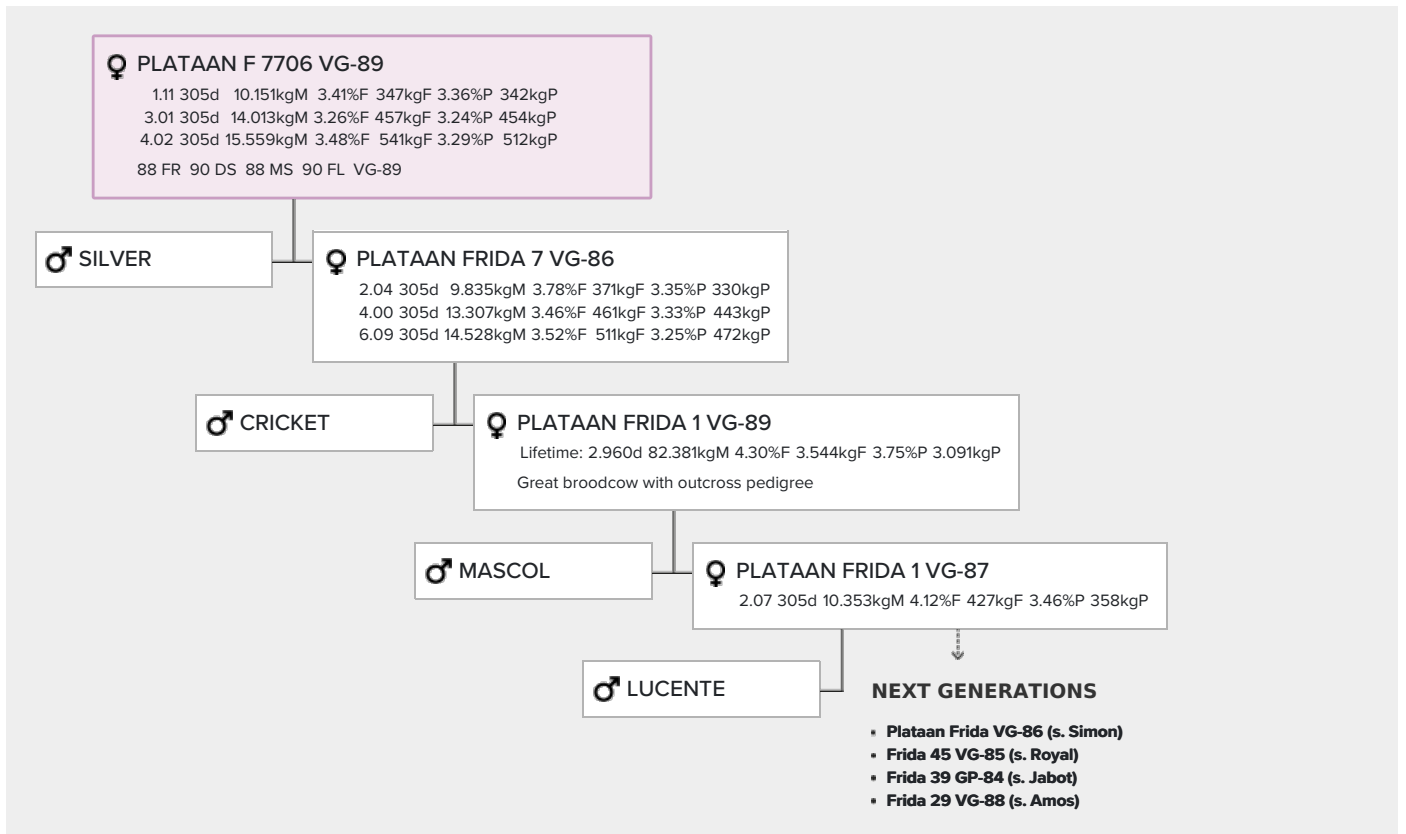 PLATAAN F 7706 VG-89
1.11 305d 10.151kgM 3.41%F 347kgF 3.36%P 342kgP
3.01 305d 14.013kgM 3.26%F 457kgF 3.24%P 454kgP
4.02 305d 15.559kgM 3.48%F 541kgF 3.29%P 512kgP
88 FR 90 DS 88 MS 90 FL VG-89
SILVER
PLATAAN FRIDA 7 VG-86
2.04 305d 9.835kgM 3.78%F 371kgF 3.35%P 330kgP
4.00 305d 13.307kgM 3.46%F 461kgF 3.33%P 443kgP
6.09 305d 14.528kgM 3.52%F 511kgF 3.25%P 472kgP
CRICKET
PLATAAN FRIDA 1 VG-89
Lifetime: 2.960d 82.381kgM 4.30%F 3.544kgF 3.75%P 3.091kgP
Great broodcow with outcross pedigree
MASCOL
PLATAAN FRIDA 1 VG-87
2.07 305d 10.353kgM 4.12%F 427kgF 3.46%P 358kgP
LUCENTE
NEXT GENERATIONS
Plataan Frida VG-86 (s. Simon)
Frida 45 VG-85 (s. Royal)
Frida 39 GP-84 (s. Jabot)
Frida 29 VG-88 (s. Amos)